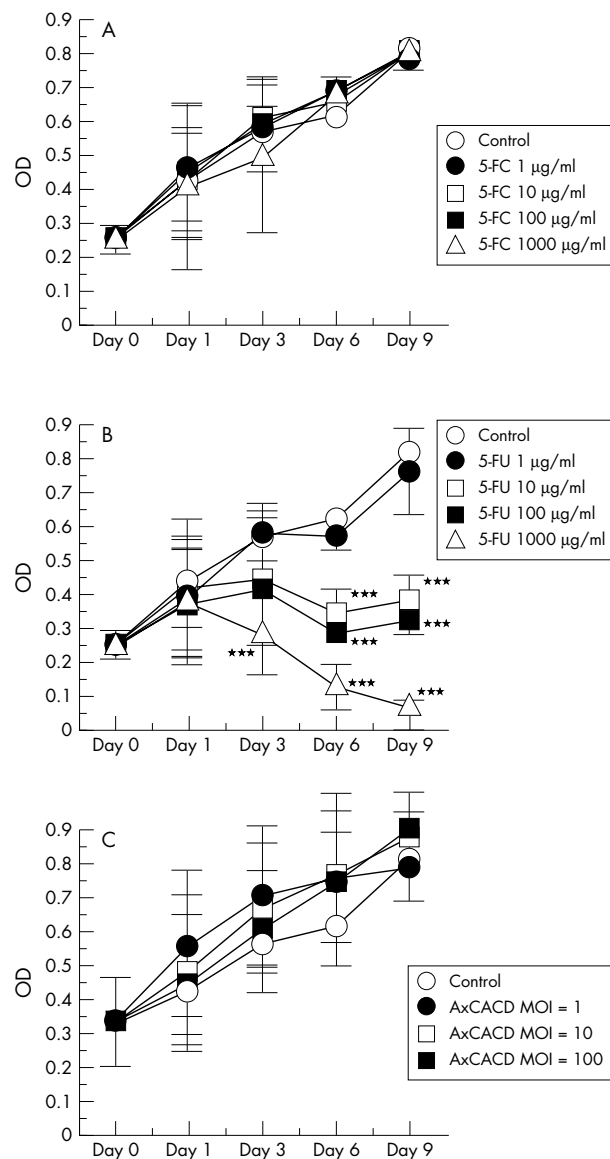 A
0.9
0.8
0.7
0.6
0.5
0.4
0.3
0.2
0.1
0
OD
Day 0 Day 1 Day 3 Day 6 Day 9
Control
5-FC 1 µg/ml
5-FC 10 µg/ml
5-FC 100 µg/ml
5-FC 1000 µg/ml
B
0.9
0.8
0.7
0.6
0.5
0.4
0.3
0.2
0.1
0
OD
★★★
★★★
★★★
★★★
★★★
★★★
★★★
Day 0 Day 1 Day 3 Day 6 Day 9
Control
5-FU 1 µg/ml
5-FU 10 µg/ml
5-FU 100 µg/ml
5-FU 1000 µg/ml
C
0.9
0.8
0.7
0.6
0.5
0.4
0.3
0.2
0.1
0
OD
Day 0 Day 1 Day 3 Day 6 Day 9
Control
AxCACD MOI = 1
AxCACD MOI = 10
AxCACD MOI = 100